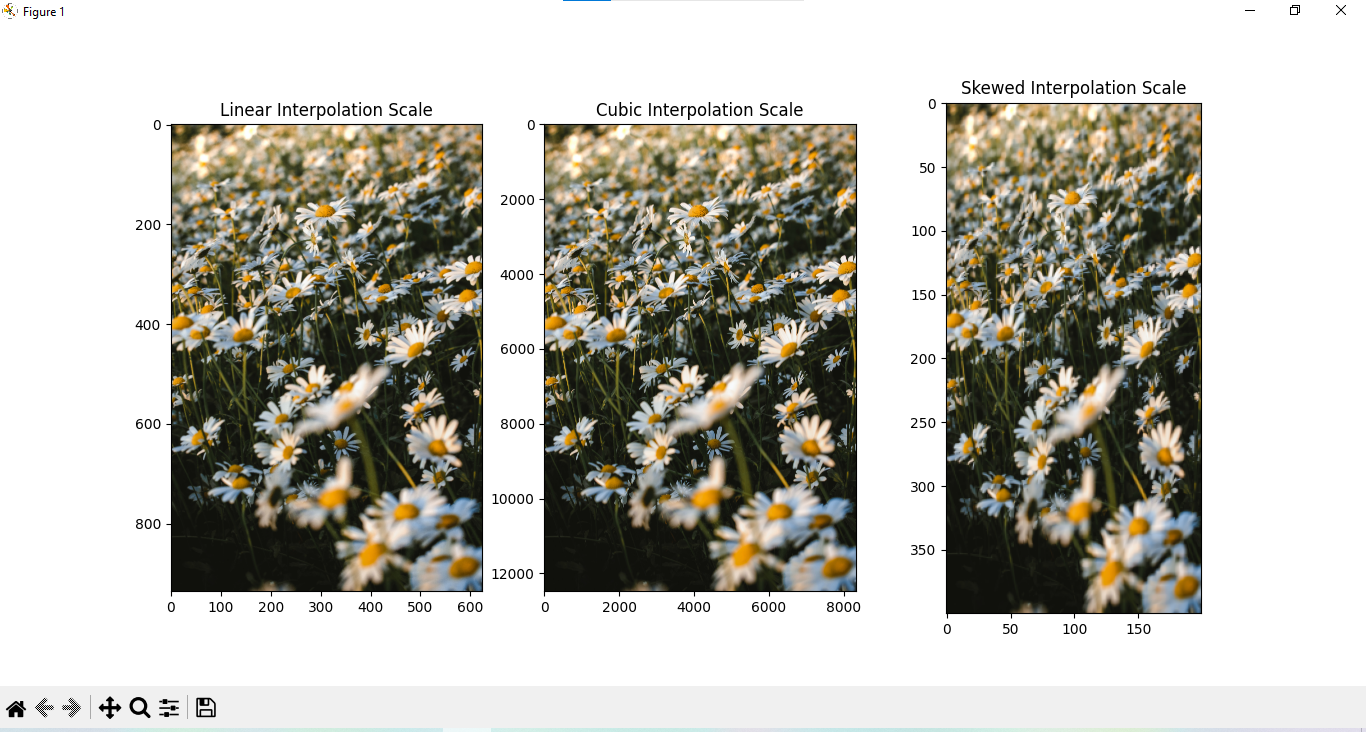 Figure 1
Linear Interpolation Scale
0
200
400
600
800
0 100 200 300 400 500 600
Cubic Interpolation Scale
0
2000
4000
6000
8000
10000
12000
0 2000 4000 6000 8000
Skewed Interpolation Scale
0
50
100
150
200
250
300
350
0 50 100 150